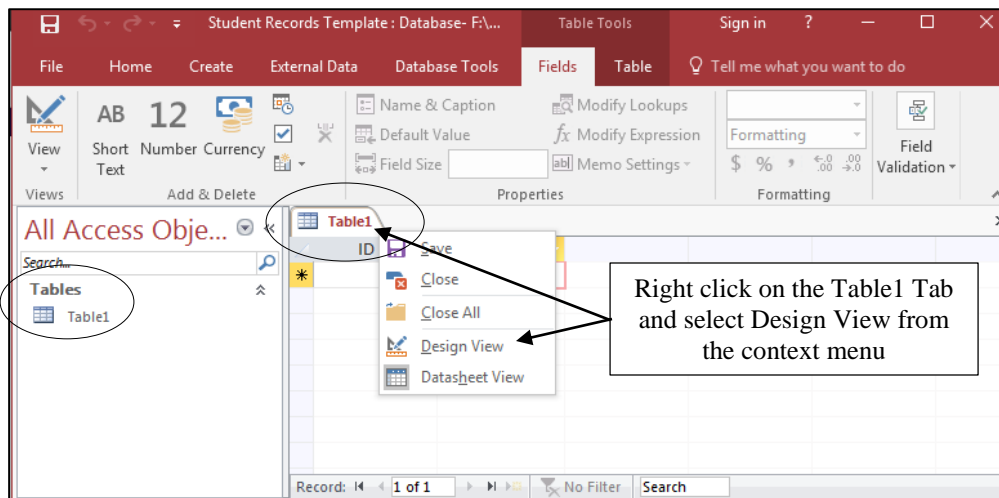 Student Records Template : Database- F:\... Table Tools Sign in ?
File Home Create External Data Database Tools Fields Table Tell me what you want to do
AB 12
View Short Text Number Currency
Name & Caption
Default Value
Field Size
Modify Lookups
fx Modify Expression
ab Memo Settings
Formatting
$ % , .00 .00
Field Validation
Views Add & Delete Properties Formatting
All Access Obje... «
Search...
Tables
Table1
Table1
ID
*
Save
Close
Close All
Design View
Datasheet View
Right click on the Table1 Tab
and select Design View from
the context menu
Record: 1 of 1 No Filter Search